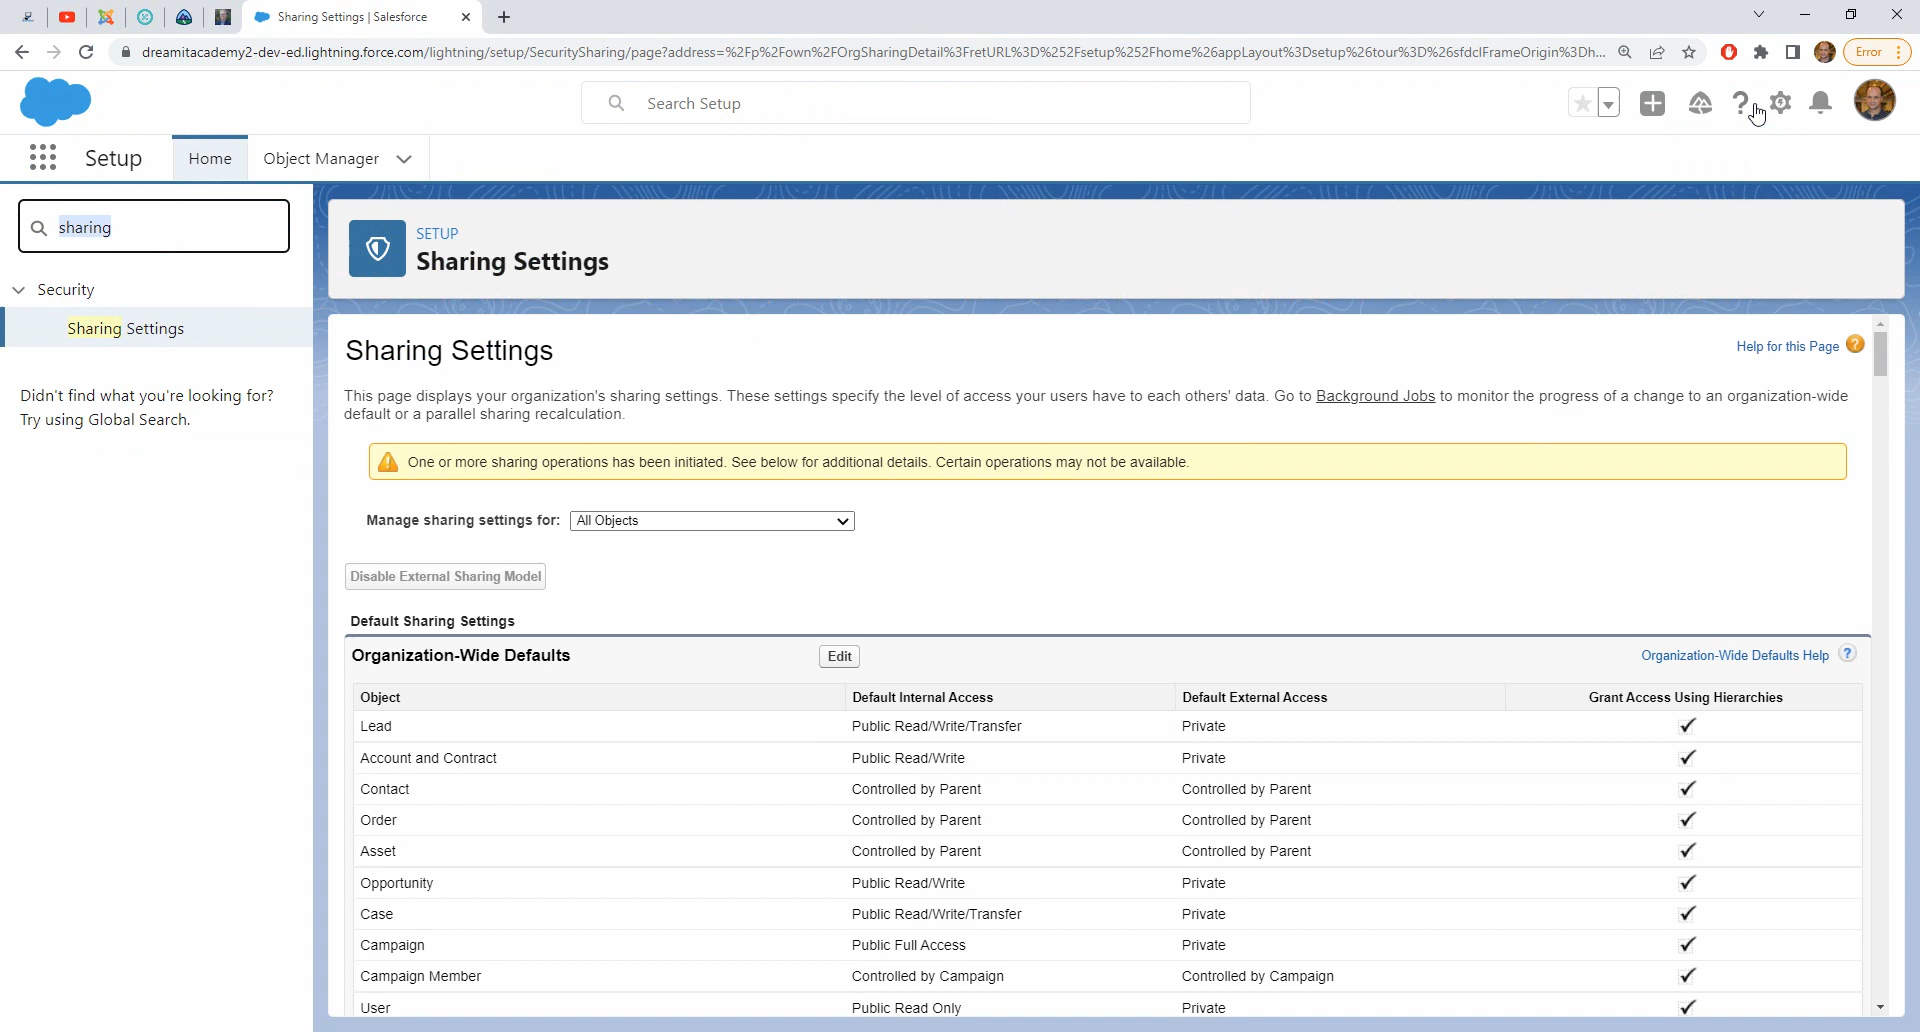 Sharing Settings | Salesforce
dreamitacademy2-dev-ed.lightning.force.com/lightning/setup/SecuritySharing/page?address=%2Fp%2Fown%2FOrgSharingDetail%3FretURL%3D%252Fsetup%252Fhome%26appLayout%3Dsetup%26tour%3D%26sfdcIFrameOrigin%3Dh...
Error
Search Setup
Setup
Home
Object Manager
sharing
Security
Sharing Settings
Didn't find what you're looking for?
Try using Global Search.
SETUP
Sharing Settings
Sharing Settings
Help for this Page
This page displays your organization's sharing settings. These settings specify the level of access your users have to each others' data. Go to Background Jobs to monitor the progress of a change to an organization-wide
default or a parallel sharing recalculation.
One or more sharing operations has been initiated. See below for additional details. Certain operations may not be available.
Manage sharing settings for: All Objects
Disable External Sharing Model
Default Sharing Settings
Organization-Wide Defaults Edit Organization-Wide Defaults Help ?
Object Default Internal Access Default External Access Grant Access Using Hierarchies
Lead Public Read/Write/Transfer Private ✓
Account and Contract Public Read/Write Private ✓
Contact Controlled by Parent Controlled by Parent ✓
Order Controlled by Parent Controlled by Parent ✓
Asset Controlled by Parent Controlled by Parent ✓
Opportunity Public Read/Write Private ✓
Case Public Read/Write/Transfer Private ✓
Campaign Public Full Access Private ✓
Campaign Member Controlled by Campaign Controlled by Campaign ✓
User Public Read Only Private ✓